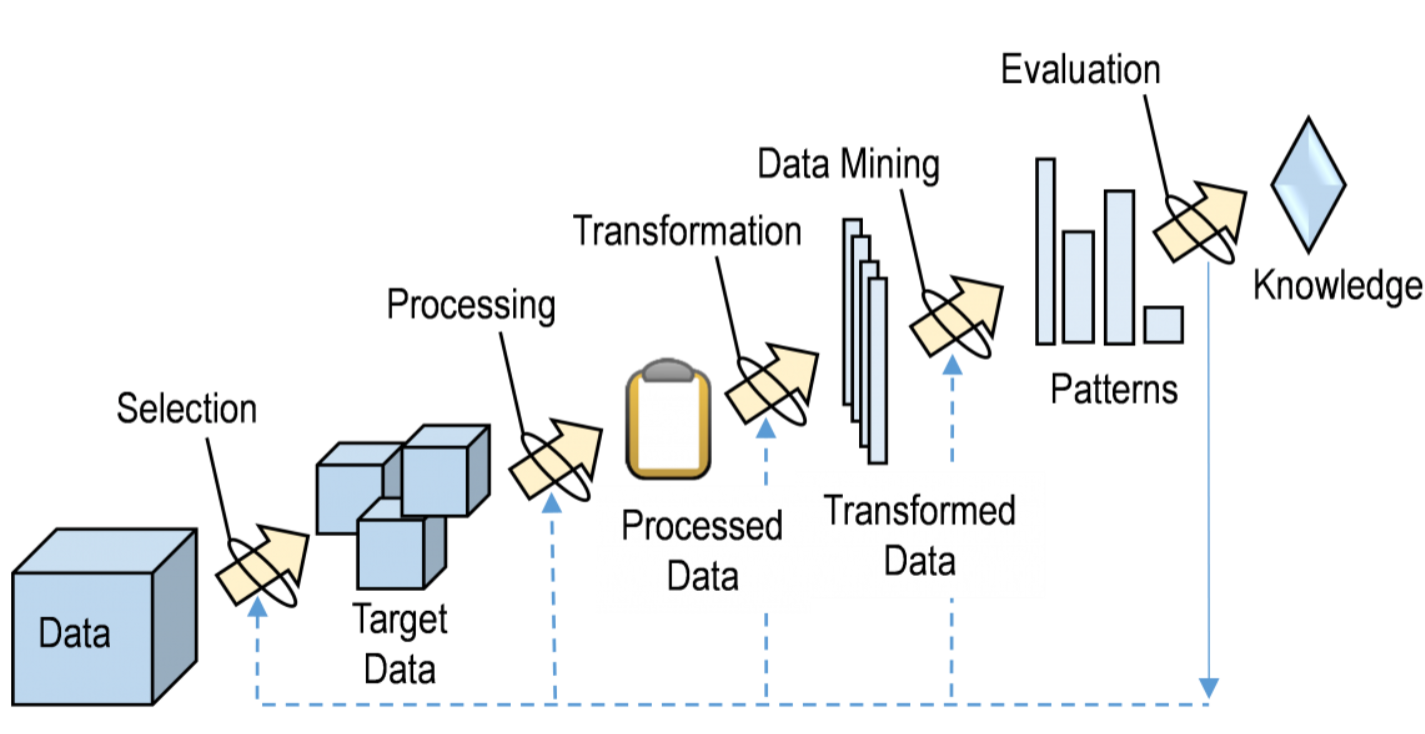 Evaluation
Data Mining
Transformation
Processing
Selection
Knowledge
Patterns
Transformed
Data
Processed
Data
Target
Data
Data